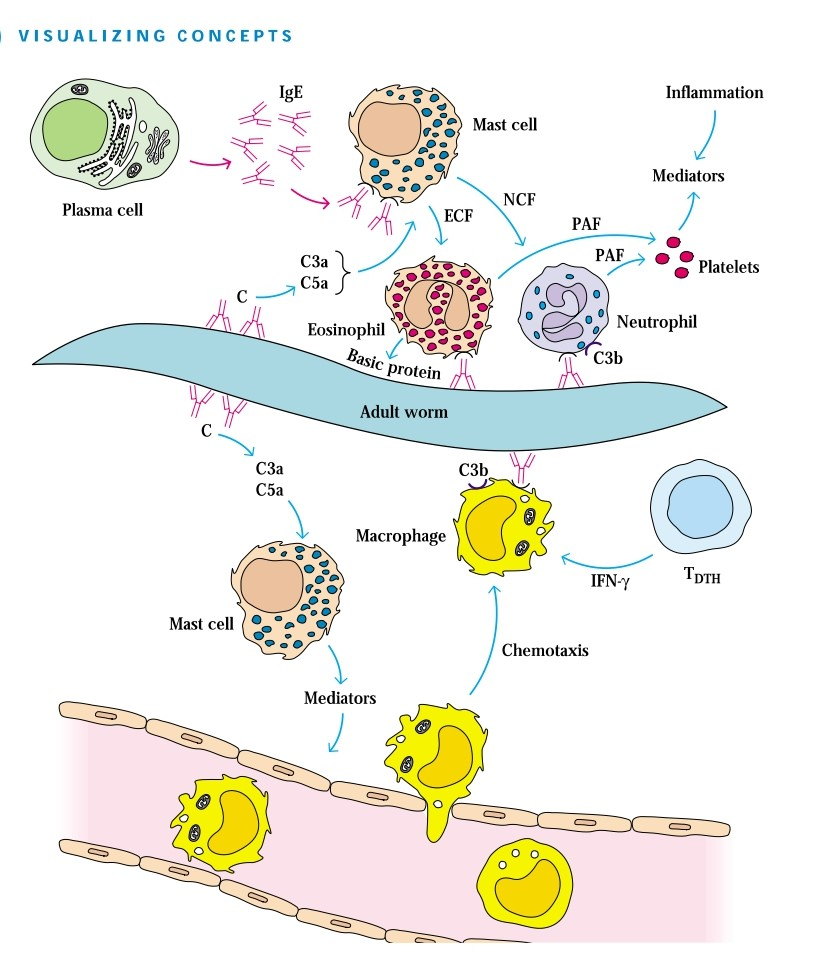 ) VISUALIZING CONCEPTS
IgE
Inflammation
Mast cell
Mediators
Plasma cell
NCF
ECF
PAF
PAF
C3a
C5a
Platelets
C
Eosinophil
Neutrophil
Basic protein
C3b
Adult worm
C
C3a
C5a
C3b
Macrophage
IFN-γ
TDTH
Mast cell
Chemotaxis
Mediators